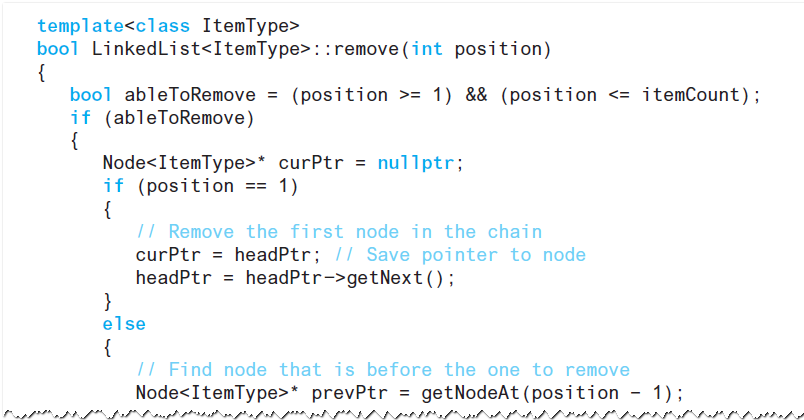 template<class ItemType>
bool LinkedList<ItemType>::remove(int position)
{
   bool ableToRemove = (position >= 1) && (position <= itemCount);
   if (ableToRemove)
   {
      Node<ItemType>* curPtr = nullptr;
      if (position == 1)
      {
         // Remove the first node in the chain
         curPtr = headPtr; // Save pointer to node
         headPtr = headPtr->getNext();
      }
      else
      {
         // Find node that is before the one to remove
         Node<ItemType>* prevPtr = getNodeAt(position - 1);